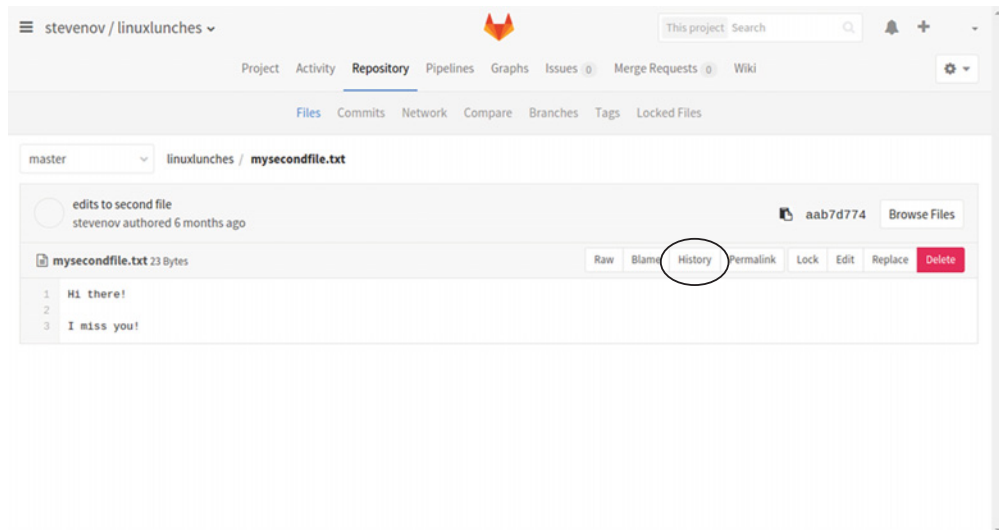 stevenov / linuxlunches
This project Search
Project Activity Repository Pipelines Graphs Issues 0 Merge Requests 0 Wiki
Files Commits Network Compare Branches Tags Locked Files
master linuxlunches / mysecondfile.txt
edits to second file
stevenov authored 6 months ago
aab7d774 Browse Files
mysecondfile.txt 23 Bytes
Raw Blame History Permalink Lock Edit Replace Delete
1 Hi there!
2
3 I miss you!